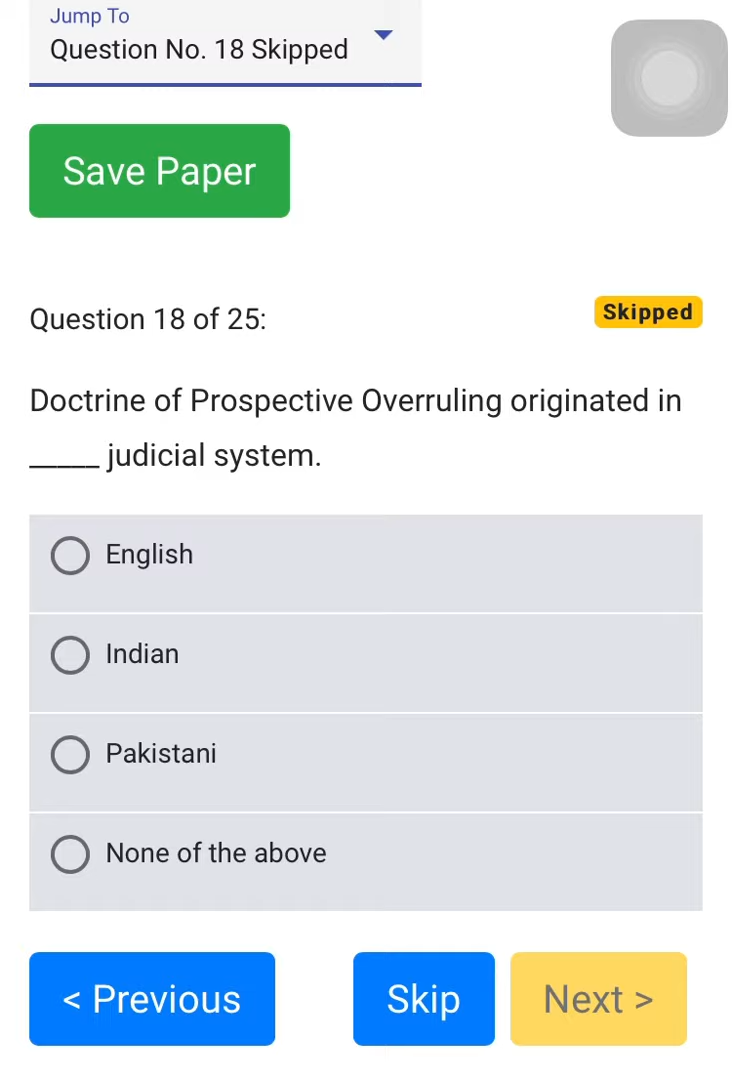 Jump To
Question No. 18 Skipped
Save Paper
Question 18 of 25:
Skipped
Doctrine of Prospective Overruling originated in
_____ judicial system.
English
Indian
Pakistani
None of the above
< Previous
Skip
Next >